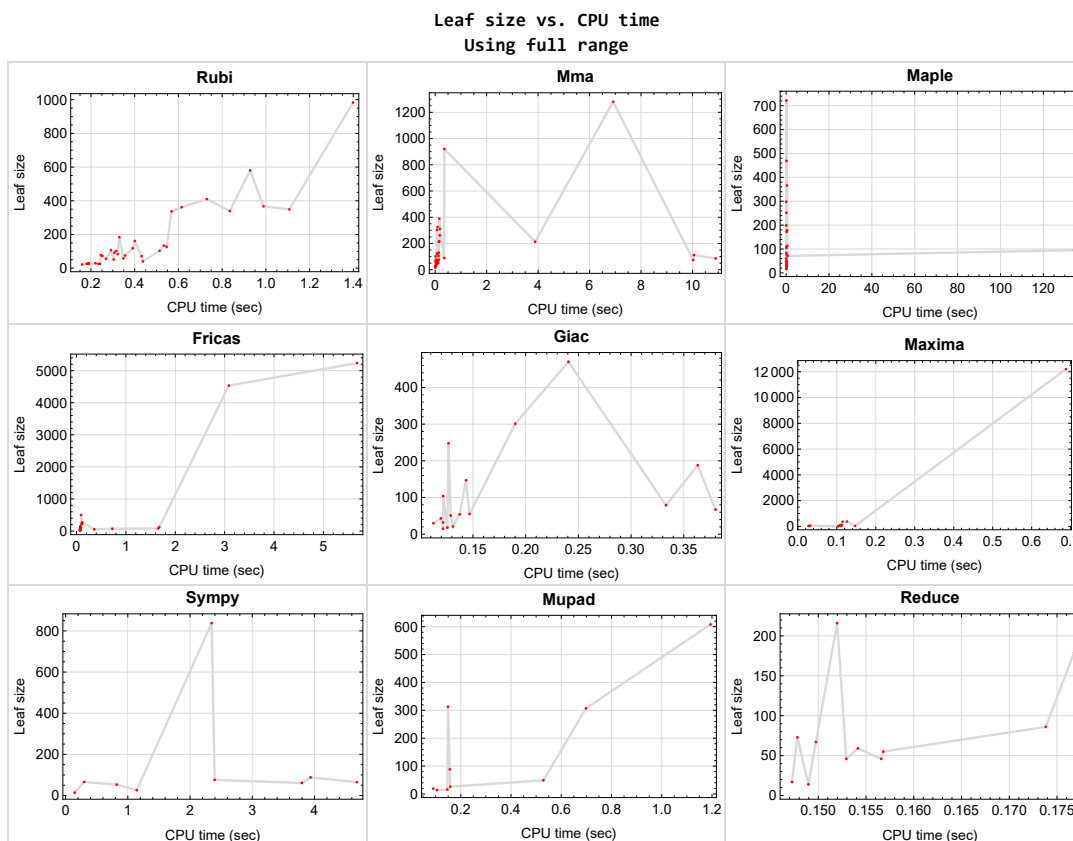 Leaf size vs. CPU time
Using full range
Rubi
Leaf size
1000
800
600
400
200
0
0.2 0.4 0.6 0.8 1.0 1.2 1.4
CPU time (sec)
Mma
Leaf size
1200
1000
800
600
400
200
0
0 2 4 6 8 10
CPU time (sec)
Maple
Leaf size
700
600
500
400
300
200
100
0
0 20 40 60 80 100 120
CPU time (sec)
Fricas
Leaf size
5000
4000
3000
2000
1000
0
0 1 2 3 4 5
CPU time (sec)
Giac
Leaf size
400
300
200
100
0
0.15 0.20 0.25 0.30 0.35
CPU time (sec)
Maxima
Leaf size
12 000
10 000
8000
6000
4000
2000
0
0.0 0.1 0.2 0.3 0.4 0.5 0.6
CPU time (sec)
Sympy
Leaf size
800
600
400
200
0
0 1 2 3 4
CPU time (sec)
Mupad
Leaf size
600
500
400
300
200
100
0
0.2 0.4 0.6 0.8 1.0 1.2
CPU time (sec)
Reduce
Leaf size
200
150
100
50
0
0.150 0.155 0.160 0.165 0.170 0.175
CPU time (sec)